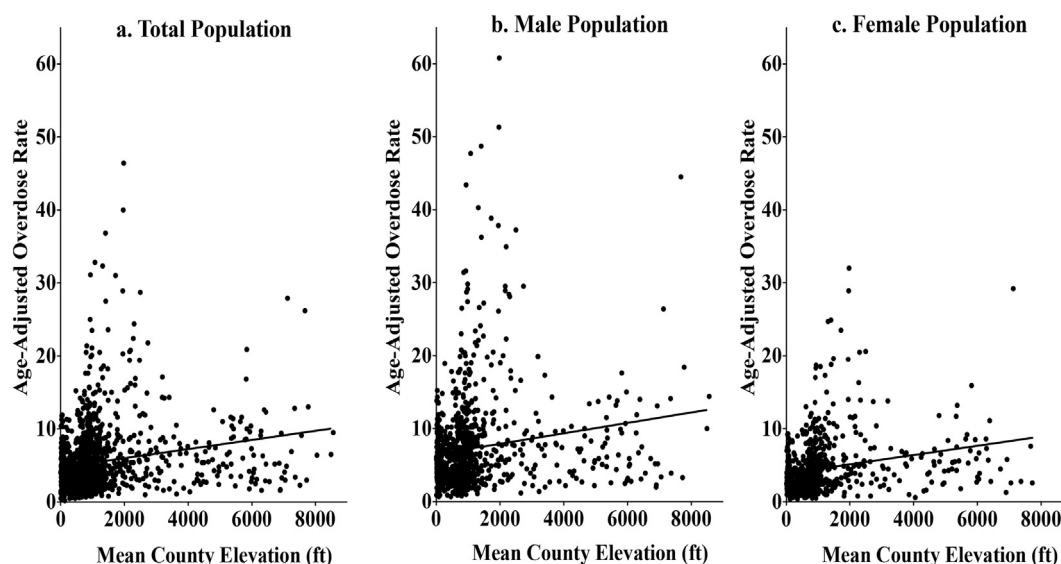 a. Total Population
Age-Adjusted Overdose Rate
60
50
40
30
20
10
0
0 2000 4000 6000 8000
Mean County Elevation (ft)
b. Male Population
Age-Adjusted Overdose Rate
60
50
40
30
20
10
0
0 2000 4000 6000 8000
Mean County Elevation (ft)
c. Female Population
Age-Adjusted Overdose Rate
60
50
40
30
20
10
0
0 2000 4000 6000 8000
Mean County Elevation (ft)